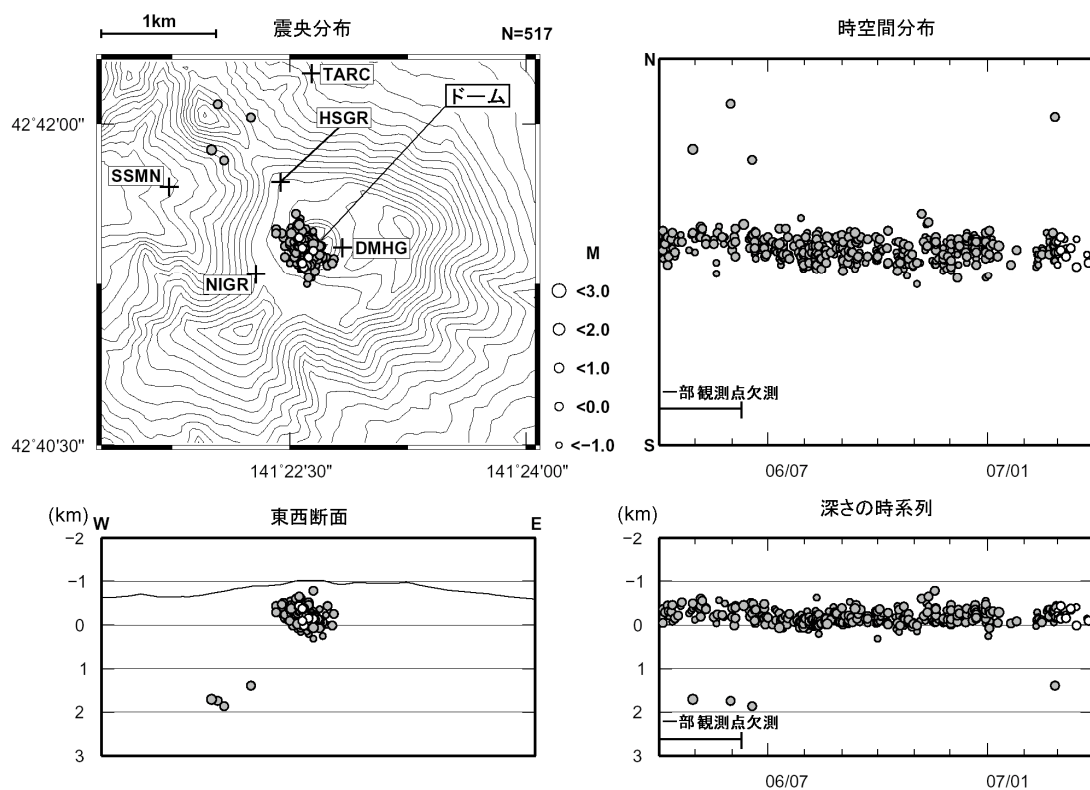 1km
震央分布
N=517
TARC
ドーム
HSGR
42°42'00"
SSMN
DMHG
NIGR
42°40'30"
141°22'30"
141°24'00"
M
<3.0
<2.0
<1.0
<0.0
<−1.0
時空間分布
N
一部観測点欠測
S
06/07
07/01
(km)
W
東西断面
E
−2
−1
0
1
2
3
(km)
深さの時系列
−2
−1
0
1
2
一部観測点欠測
3
06/07
07/01